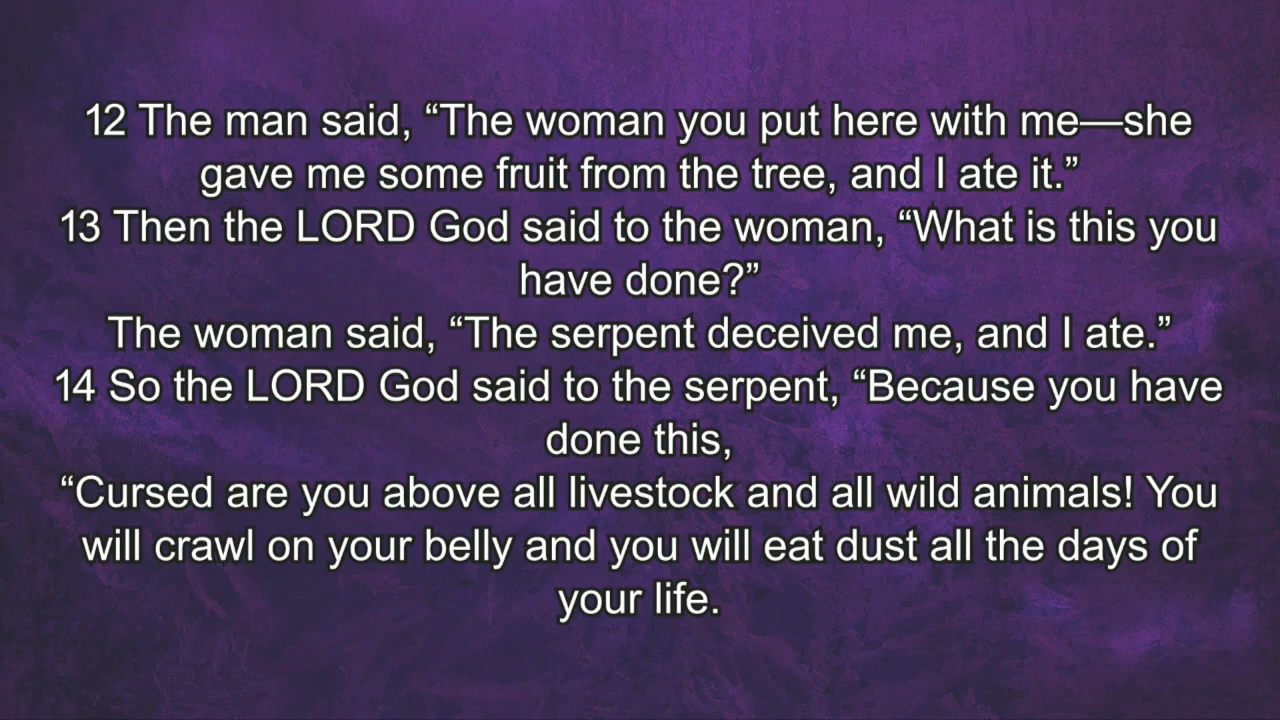 12 The man said, “The woman you put here with me—she
gave me some fruit from the tree, and I ate it.”
13 Then the LORD God said to the woman, “What is this you
have done?”
The woman said, “The serpent deceived me, and I ate.”
14 So the LORD God said to the serpent, “Because you have
done this,
“Cursed are you above all livestock and all wild animals! You
will crawl on your belly and you will eat dust all the days of
your life.